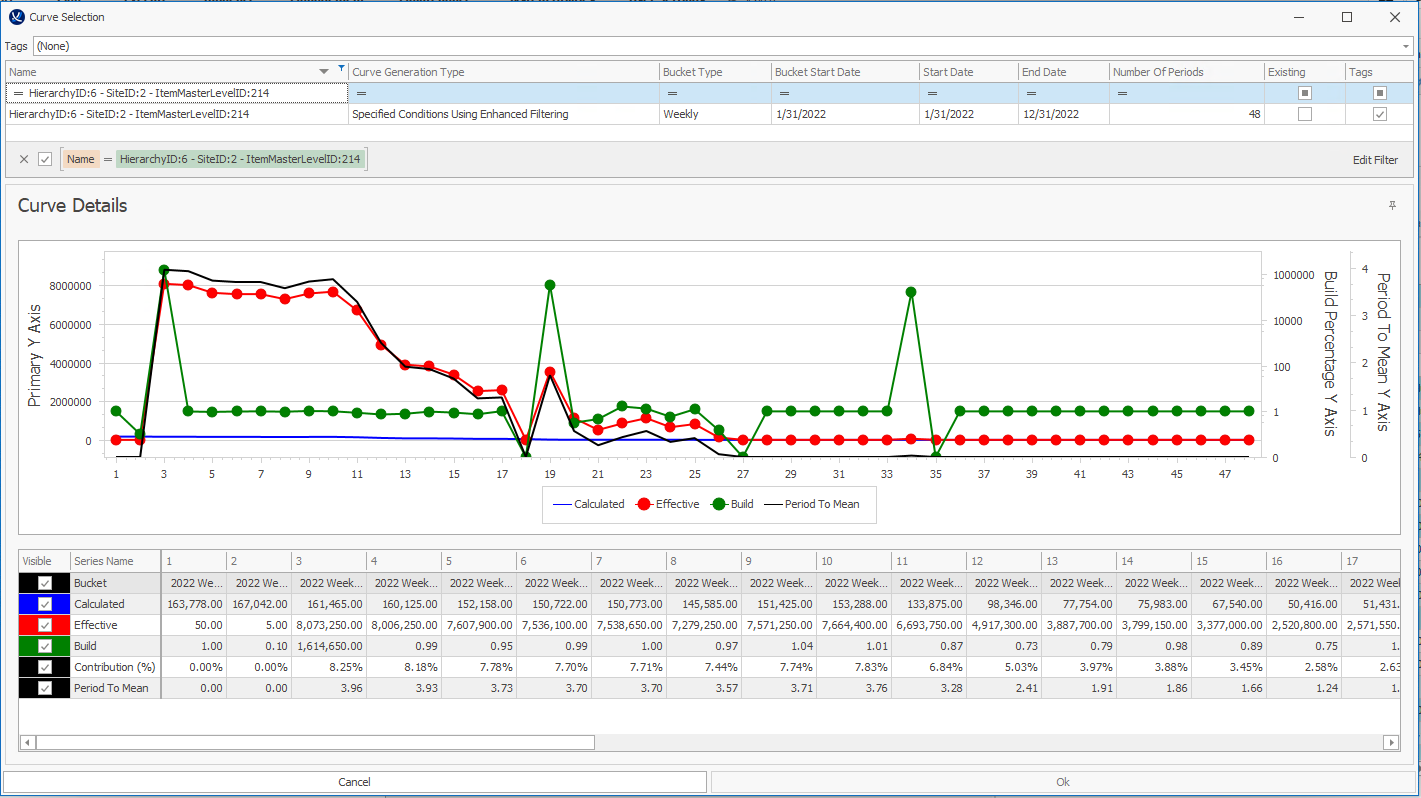 Curve Selection
Tags (None)
Name Curve Generation Type Bucket Type Bucket Start Date Start Date End Date Number Of Periods Existing Tags
= HierarchyID:6 - SiteID:2 - ItemMasterLevelID:214 = = = = = =
HierarchyID:6 - SiteID:2 - ItemMasterLevelID:214 Specified Conditions Using Enhanced Filtering Weekly 1/31/2022 1/31/2022 12/31/2022 48
Name = HierarchyID:6 - SiteID:2 - ItemMasterLevelID:214 Edit Filter
Curve Details
Primary Y Axis
8000000
6000000
4000000
2000000
0
1000000
10000
100
1
0
Build Percentage Y Axis
4
3
2
1
0
Period To Mean Y Axis
1 3 5 7 9 11 13 15 17 19 21 23 25 27 29 31 33 35 37 39 41 43 45 47
Calculated Effective Build Period To Mean
Visible Series Name 1 2 3 4 5 6 7 8 9 10 11 12 13 14 15 16 17
Bucket 2022 We... 2022 We... 2022 Week... 2022 Week... 2022 Week... 2022 Week... 2022 Week... 2022 Week... 2022 Week... 2022 Week... 2022 Week... 2022 Week... 2022 Week... 2022 Week... 2022 Week... 2022 Week... 2022 Week
Calculated 163,778.00 167,042.00 161,465.00 160,125.00 152,158.00 150,722.00 150,773.00 145,585.00 151,425.00 153,288.00 133,875.00 98,346.00 77,754.00 75,983.00 67,540.00 50,416.00 51,431.
Effective 50.00 5.00 8,073,250.00 8,006,250.00 7,607,900.00 7,536,100.00 7,538,650.00 7,279,250.00 7,571,250.00 7,664,400.00 6,693,750.00 4,917,300.00 3,887,700.00 3,799,150.00 3,377,000.00 2,520,800.00 2,571,550.
Build 1.00 0.10 1,614,650.00 0.99 0.95 0.99 1.00 0.97 1.04 1.01 0.87 0.73 0.79 0.98 0.89 0.75 1.
Contribution (%) 0.00% 0.00% 8.25% 8.18% 7.78% 7.70% 7.71% 7.44% 7.74% 7.83% 6.84% 5.03% 3.97% 3.88% 3.45% 2.58% 2.63
Period To Mean 0.00 0.00 3.96 3.93 3.73 3.70 3.70 3.57 3.71 3.76 3.28 2.41 1.91 1.86 1.66 1.24 1.
Cancel Ok